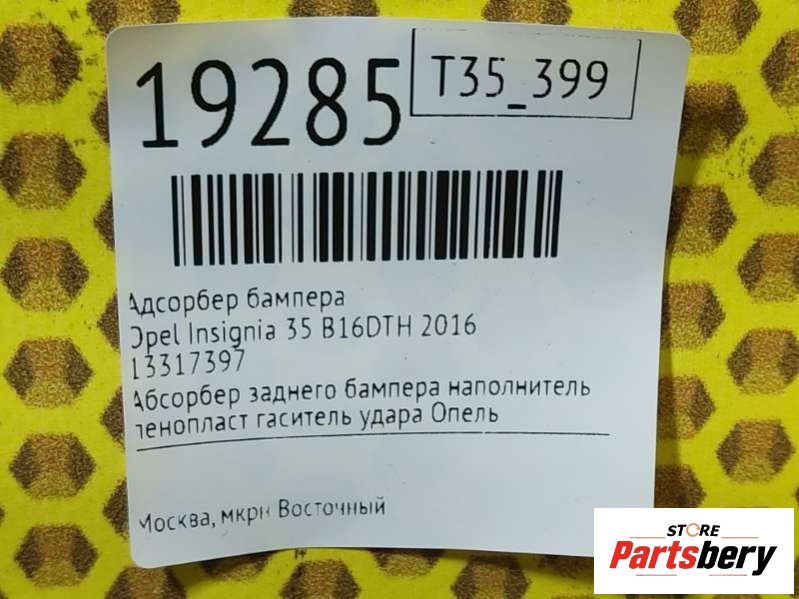 19285
T35_399
Адсорбер бампера
Opel Insignia 35 B16DTH 2016
13317397
Абсорбер заднего бампера наполнитель
пенопласт гаситель удара Опель
Москва, мкрн Восточный
STORE
Partsbery